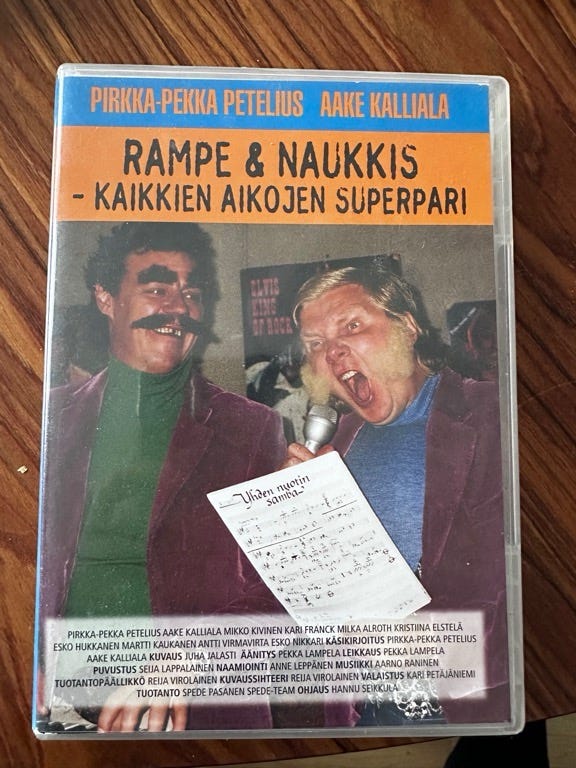 PIRKKA-PEKKA PETELIUS AAKE KALLIALA
RAMPE & NAUKKIS
- KAIKKIEN AIKOJEN SUPERPARI
ELVIS
KING
OF ROCK
Yhden nuotin
samba
PIRKKA-PEKKA PETELIUS AAKE KALLIALA MIKKO KIVINEN KARI FRANCK MILKA ALROTH KRISTIINA ELSTELÄ
ESKO HUKKANEN MARTTI KAUKANEN ANTTI VIRMAVIRTA ESKO NIKKARI KÄSIKIRJOITUS PIRKKA-PEKKA PETELIUS
AAKE KALLIALA KUVAUS JUHA JALASTI ÄÄNITYS PEKKA LAMPELA LEIKKAUS PEKKA LAMPELA
PUVUSTUS SEIJA LAPPALAINEN NAAMIOINTI ANNE LEPPÄNEN MUSIIKKI AARNO RANINEN
TUOTANTOPÄÄLLIKKÖ REIJA VIROLAINEN KUVAUSSIHTEERI REIJA VIROLAINEN VALAISTUS KARI PETÄJÄNIEMI
TUOTANTO SPEDE PASANEN SPEDE-TEAM OHJAUS HANNU SEIKKULA